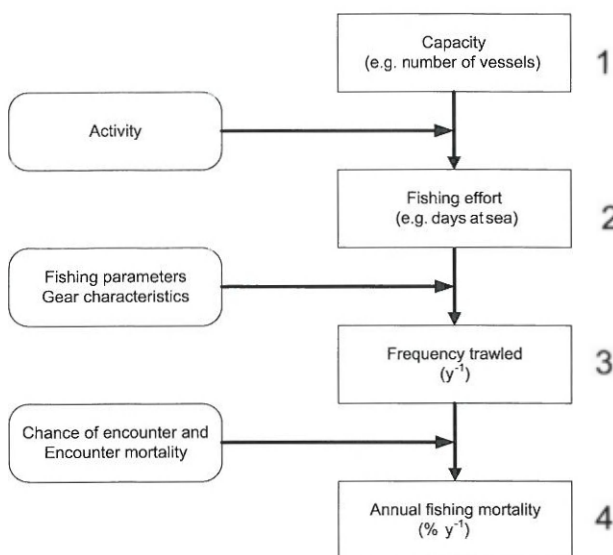 Capacity
(e.g. number of vessels)
1
Activity
Fishing effort
(e.g. days at sea)
2
Fishing parameters
Gear characteristics
Frequency trawled
(y⁻¹)
3
Chance of encounter and
Encounter mortality
Annual fishing mortality
(% y⁻¹)
4